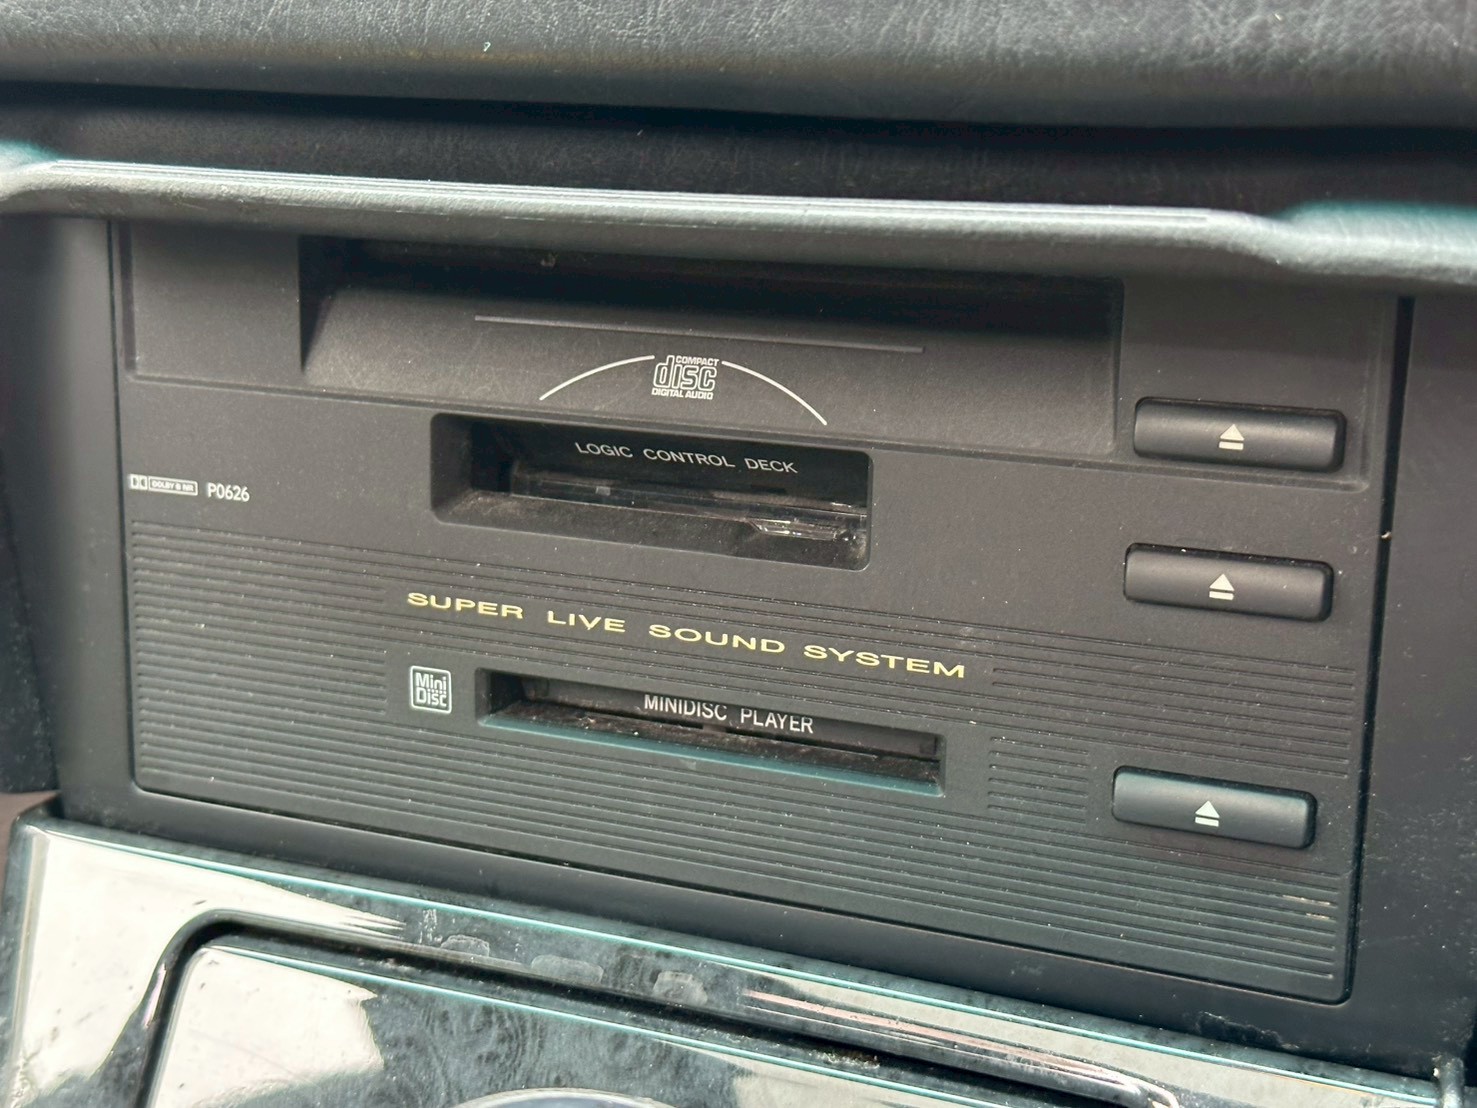 COMPACT
disc
DIGITAL AUDIO
LOGIC CONTROL DECK
DOLBY B NR P0626
SUPER LIVE SOUND SYSTEM
Mini
Disc
MINIDISC PLAYER